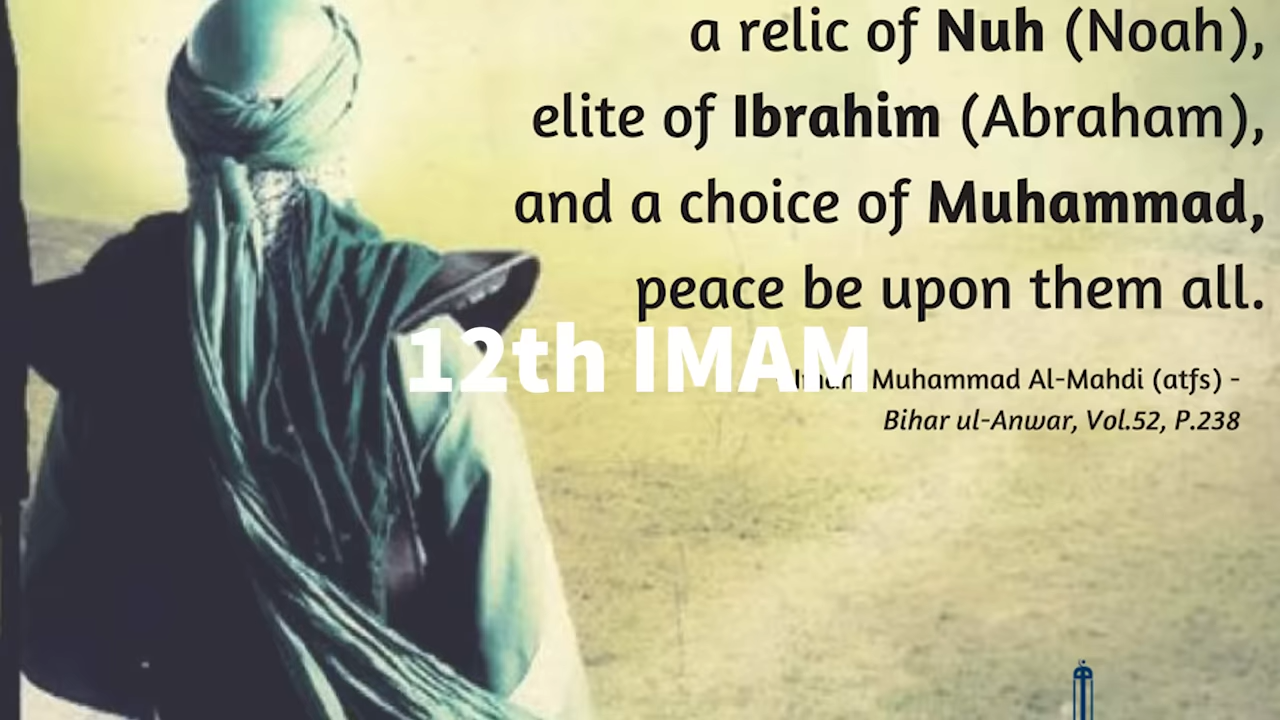 a relic of Nuh (Noah),
elite of Ibrahim (Abraham),
and a choice of Muhammad,
peace be upon them all.
12th IMAM
Muhammad Al-Mahdi (atfs) -
Bihar ul-Anwar, Vol.52, P.238